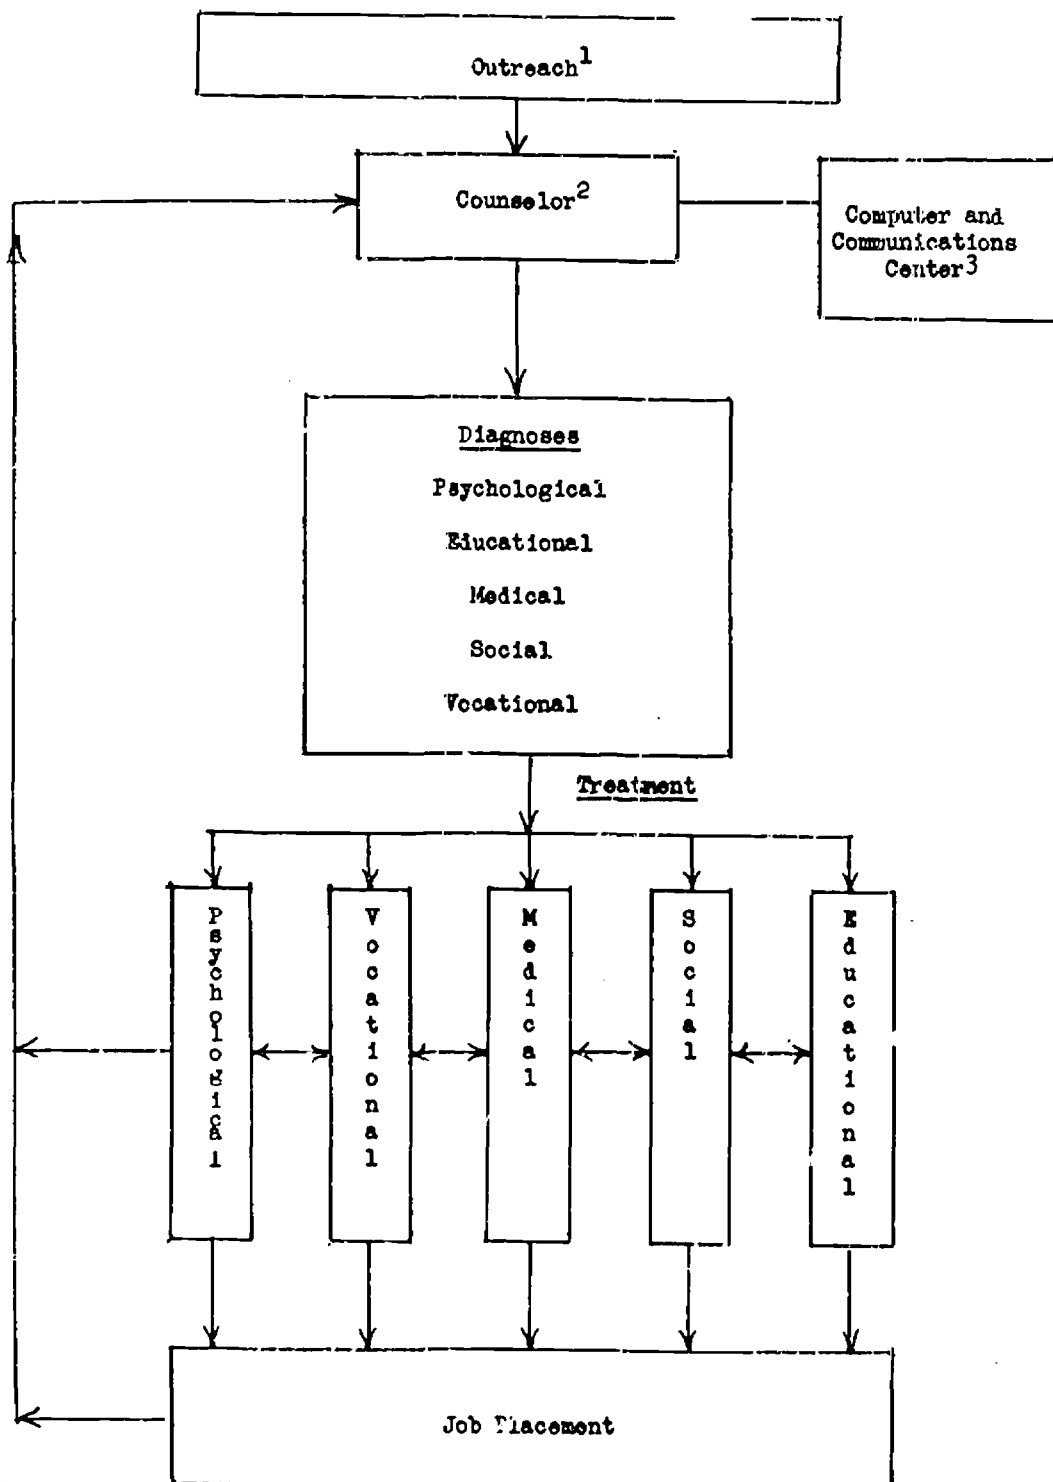 Outreach1
Counselor2
Computer and
Communications
Center3
Diagnoses
Psychological
Educational
Medical
Social
Vocational
Treatment
Psychological
Vocational
Medical
Social
Educational
Job Placement